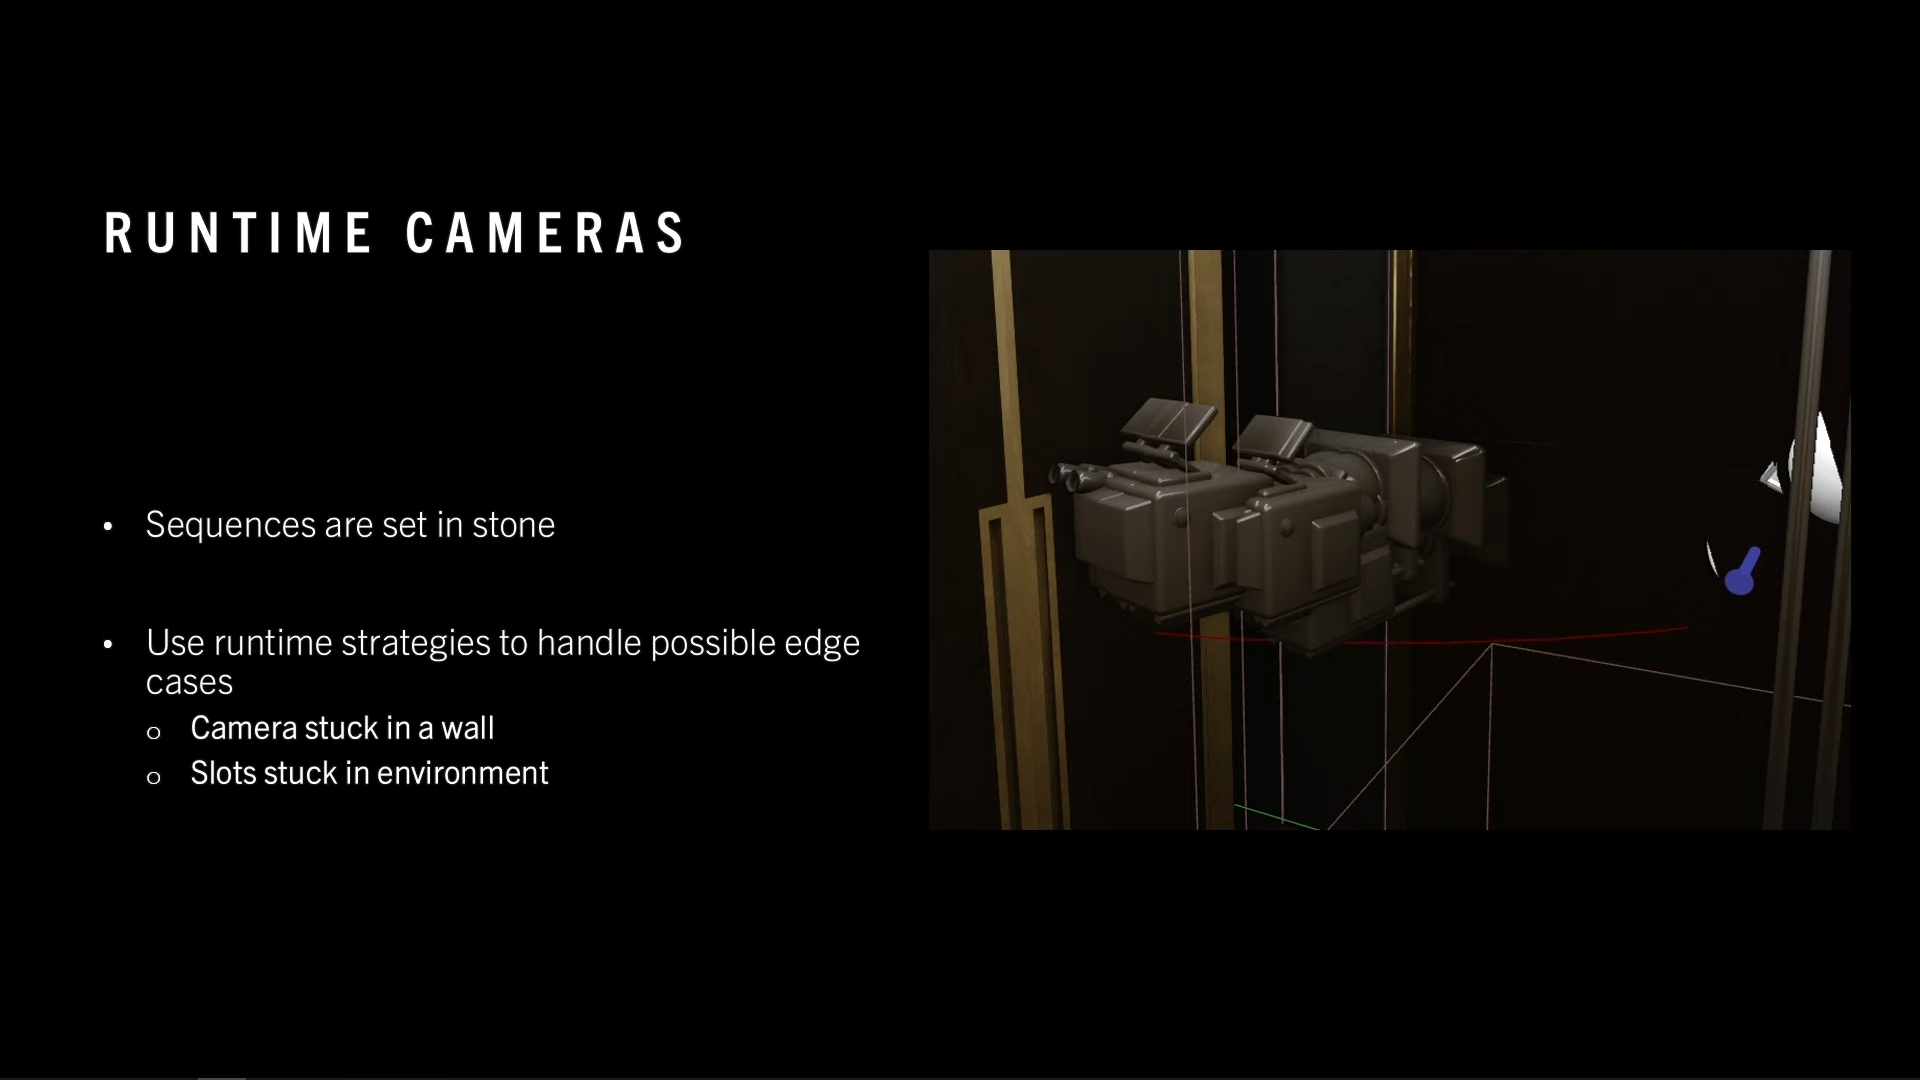 RUNTIME CAMERAS
• Sequences are set in stone
• Use runtime strategies to handle possible edge
cases
o Camera stuck in a wall
o Slots stuck in environment